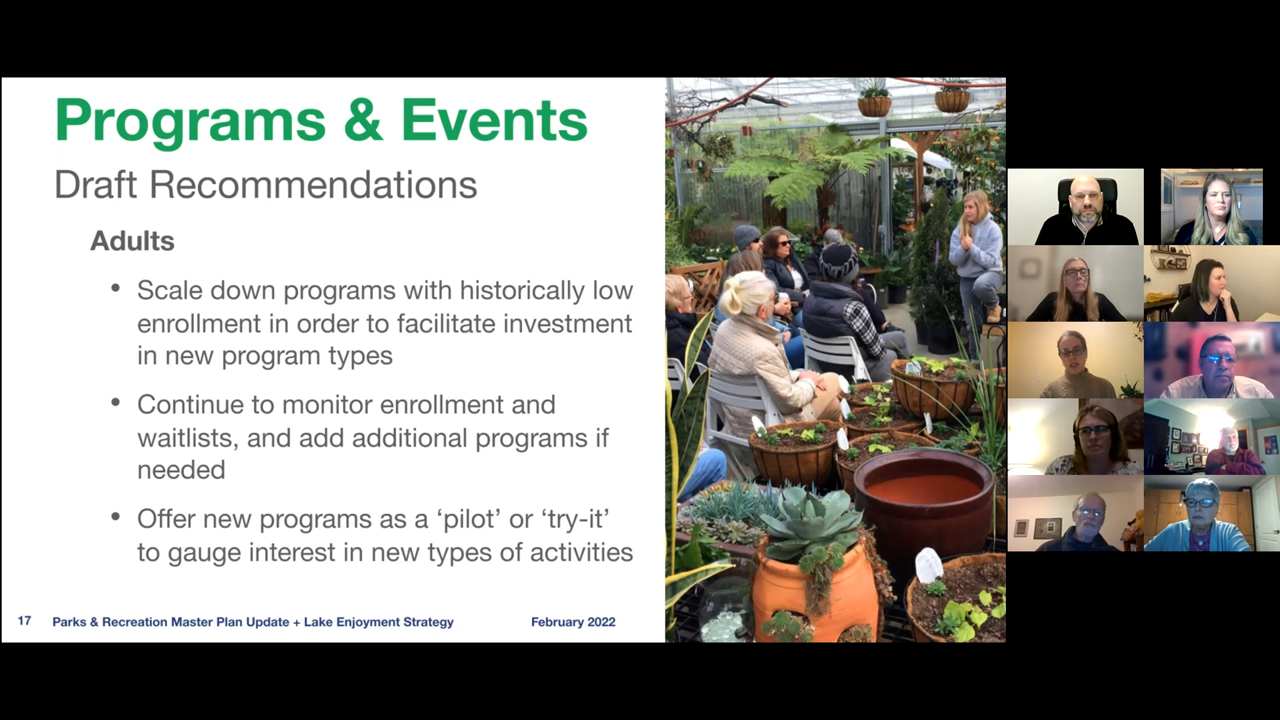 Programs & Events
Draft Recommendations
Adults
• Scale down programs with historically low
enrollment in order to facilitate investment
in new program types
• Continue to monitor enrollment and
waitlists, and add additional programs if
needed
• Offer new programs as a ‘pilot’ or ‘try-it’
to gauge interest in new types of activities
17 Parks & Recreation Master Plan Update + Lake Enjoyment Strategy February 2022